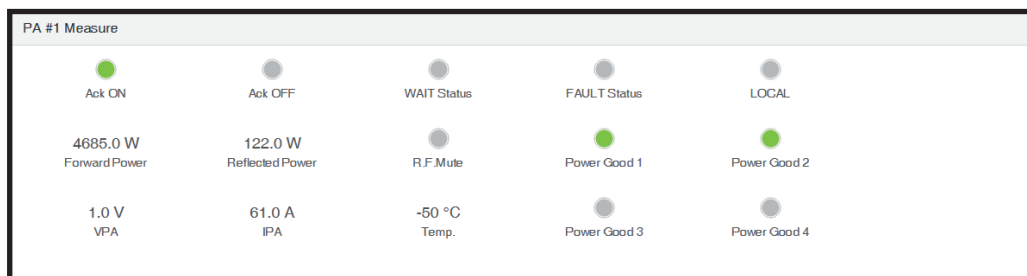 PA #1 Measure
Ack ON Ack OFF WAIT Status FAULT Status LOCAL
4685.0 W 122.0 W
Forward Power Reflected Power R.F.Mute Power Good 1 Power Good 2
1.0 V 61.0 A -50 °C
VPA IPA Temp. Power Good 3 Power Good 4